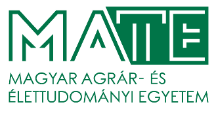 MATE
MAGYAR AGRÁR- ÉS
ÉLETTUDOMÁNYI EGYETEM